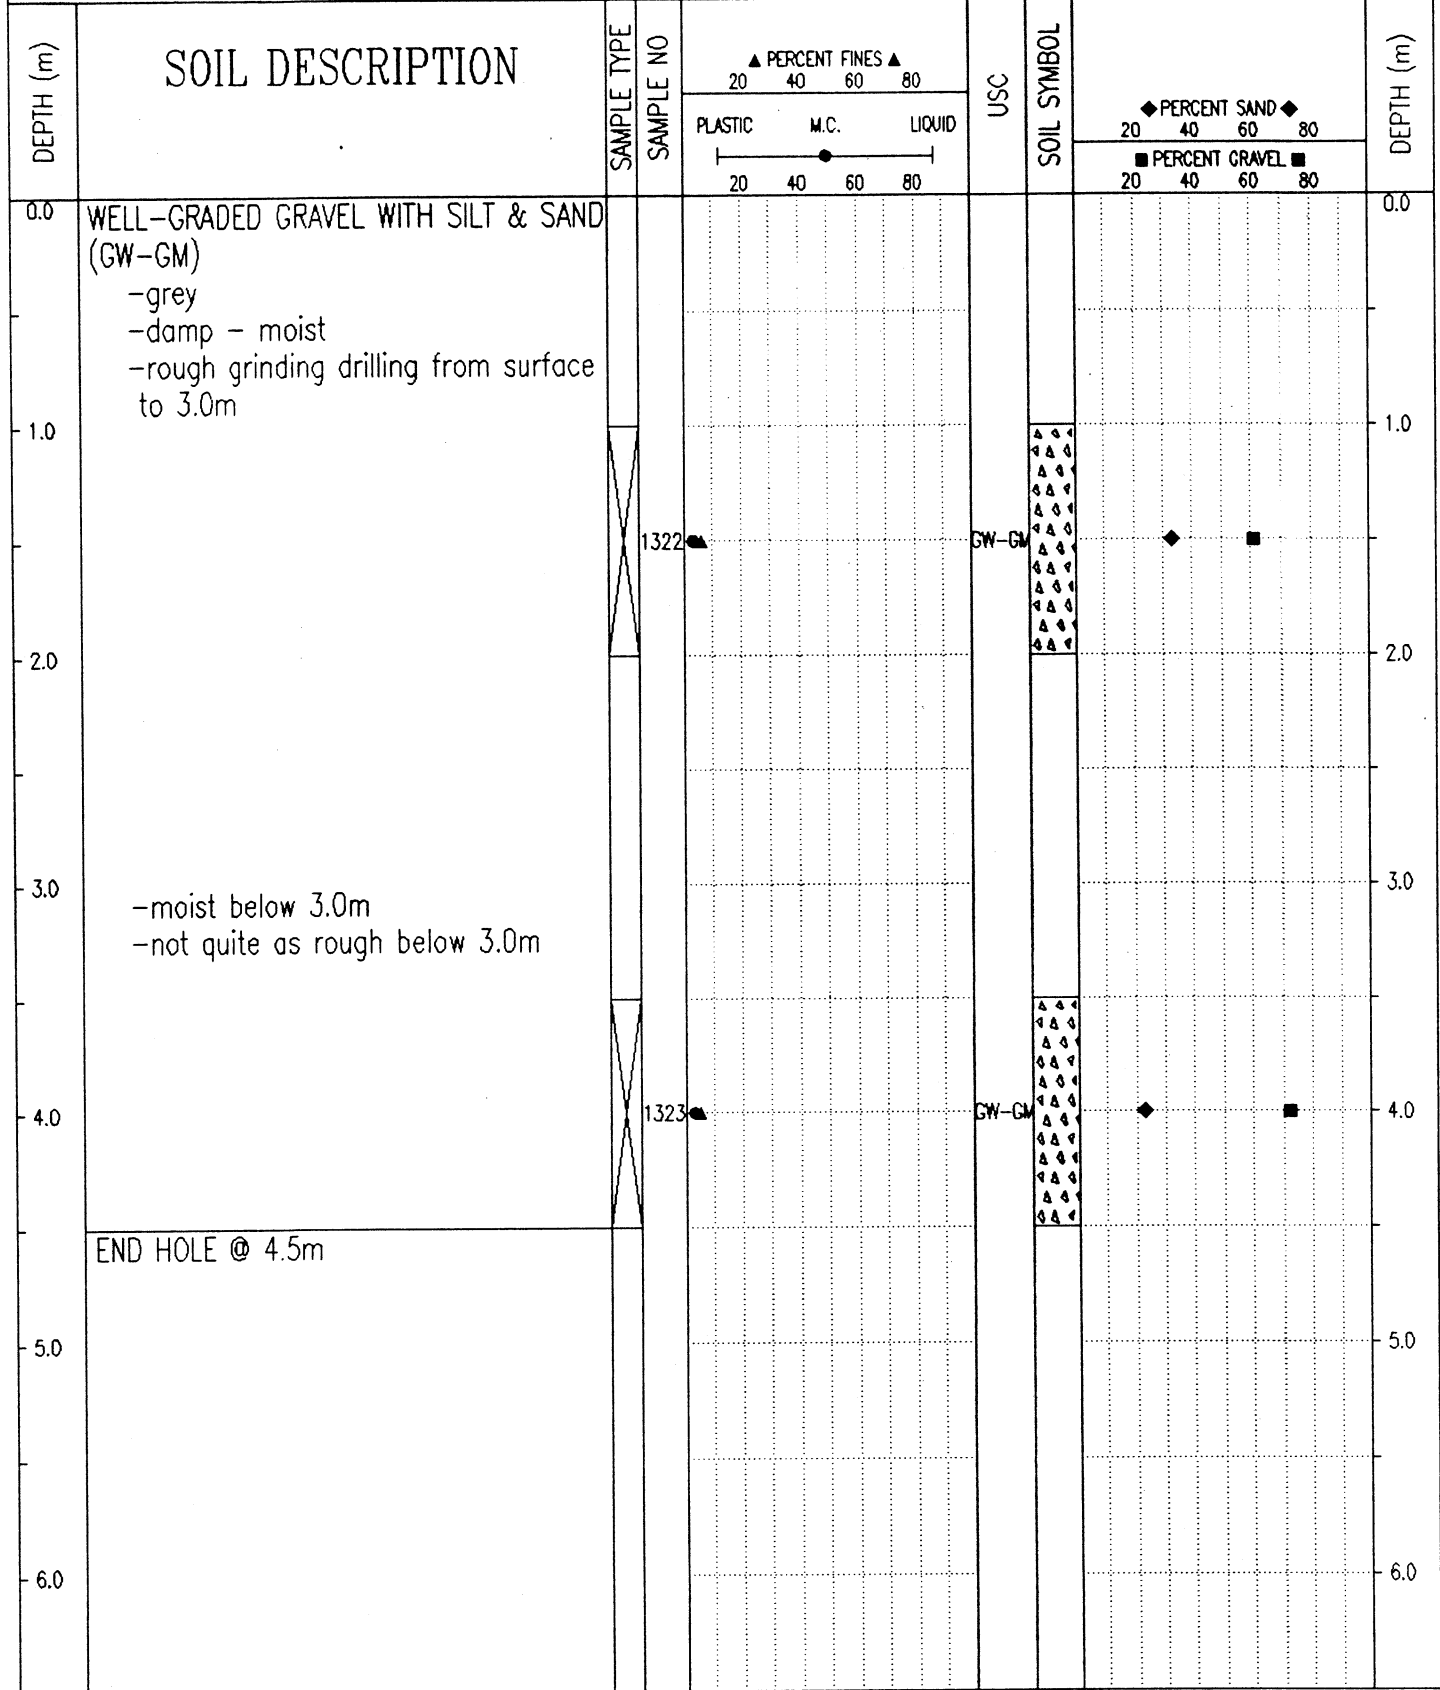 DEPTH (m)
SOIL DESCRIPTION
SAMPLE TYPE
SAMPLE NO
▲ PERCENT FINES ▲
20 40 60 80
PLASTIC M.C. LIQUID
20 40 60 80
USC
SOIL SYMBOL
◆ PERCENT SAND ◆
20 40 60 80
■ PERCENT GRAVEL ■
20 40 60 80
DEPTH (m)
0.0
WELL-GRADED GRAVEL WITH SILT & SAND
(GW-GM)
-grey
-damp - moist
-rough grinding drilling from surface
to 3.0m
0.0
1.0
1.0
1322
GW-GM
2.0
2.0
3.0
-moist below 3.0m
-not quite as rough below 3.0m
3.0
4.0
1323
GW-GM
4.0
END HOLE @ 4.5m
5.0
5.0
6.0
6.0